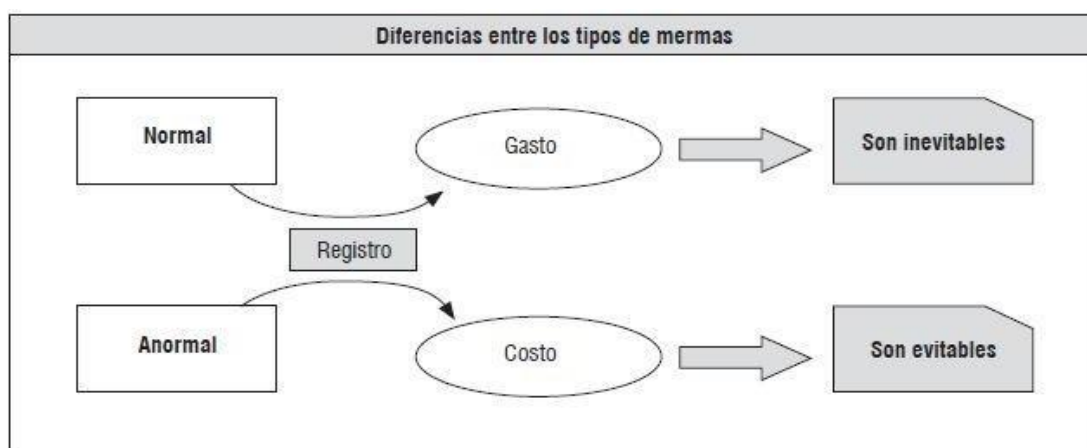 Diferencias entre los tipos de mermas
Normal
Gasto
Son inevitables
Registro
Anormal
Costo
Son evitables